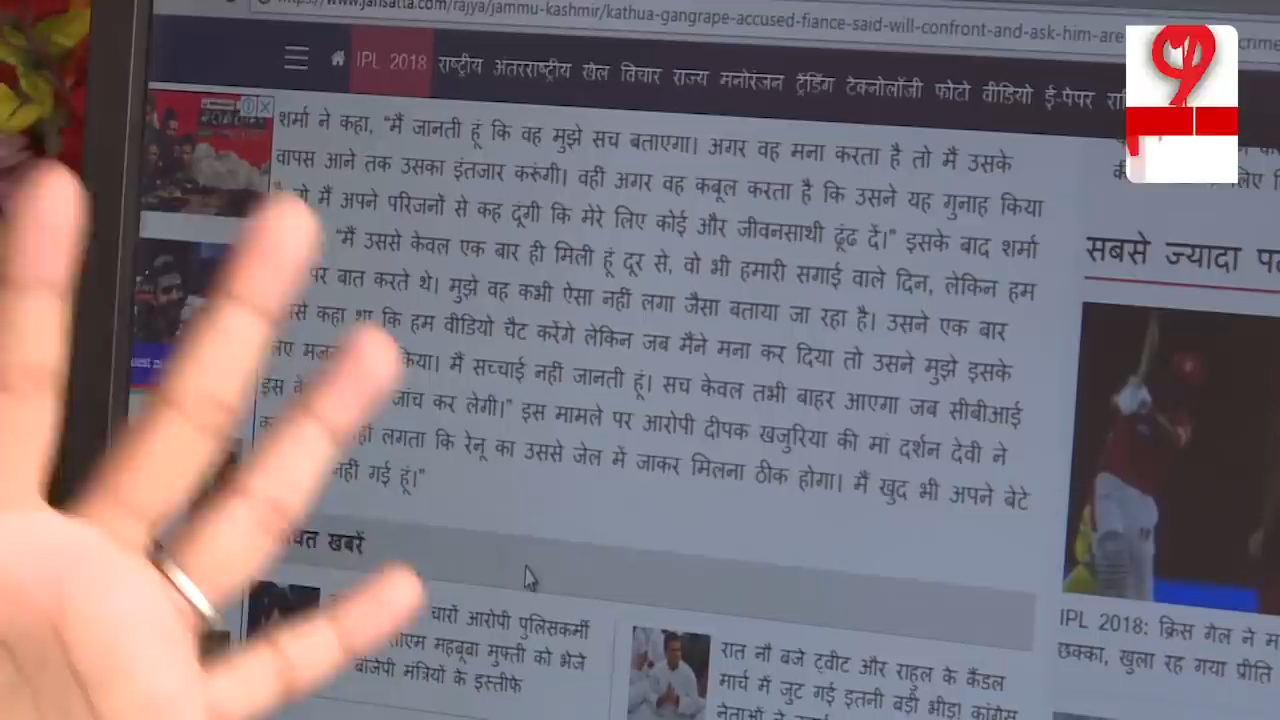 https://www.jansatta.com/rajya/jammu-kashmir/kathua-gangrape-accused-fiance-said-will-confront-and-ask-him-are
crime
IPL 2018 राष्ट्रीय अंतरराष्ट्रीय खेल विचार राज्य मनोरंजन ट्रेंडिंग टेक्नोलॉजी फोटो वीडियो ई-पेपर
शर्मा ने कहा, "मैं जानती हूं कि वह मुझे सच बताएगा। अगर वह मना करता है तो मैं उसके
वापस आने तक उसका इंतजार करूंगी। वहीं अगर वह कबूल करता है कि उसने यह गुनाह किया
मैं अपने परिजनों से कह दूंगी कि मेरे लिए कोई और जीवनसाथी ढूंढ दें।" इसके बाद शर्मा
"मैं उससे केवल एक बार ही मिली हूं दूर से, वो भी हमारी सगाई वाले दिन, लेकिन हम
पर बात करते थे। मुझे वह कभी ऐसा नहीं लगा जैसा बताया जा रहा है। उसने एक बार
कहा था कि हम वीडियो चैट करेंगे लेकिन जब मैंने मना कर दिया तो उसने मुझे इसके
किया। मैं सच्चाई नहीं जानती हूं। सच केवल तभी बाहर आएगा जब सीबीआई
इस जांच कर लेगी।" इस मामले पर आरोपी दीपक खजुरिया की मां दर्शन देवी ने
लगता कि रेनू का उससे जेल में जाकर मिलना ठीक होगा। मैं खुद भी अपने बेटे
नहीं गई हूं।"
खबरें
चारों आरोपी पुलिसकर्मी
महबूबा मुफ्ती को भेजे
बीजेपी मंत्रियों के इस्तीफे
रात नौ बजे ट्वीट और राहुल के कैंडल
मार्च में जुट गई इतनी बड़ी भीड़! कांग्रेस
नेताओं ने
सबसे ज्यादा
IPL 2018: क्रिस गेल ने
छक्का, खुला रह गया प्रीति